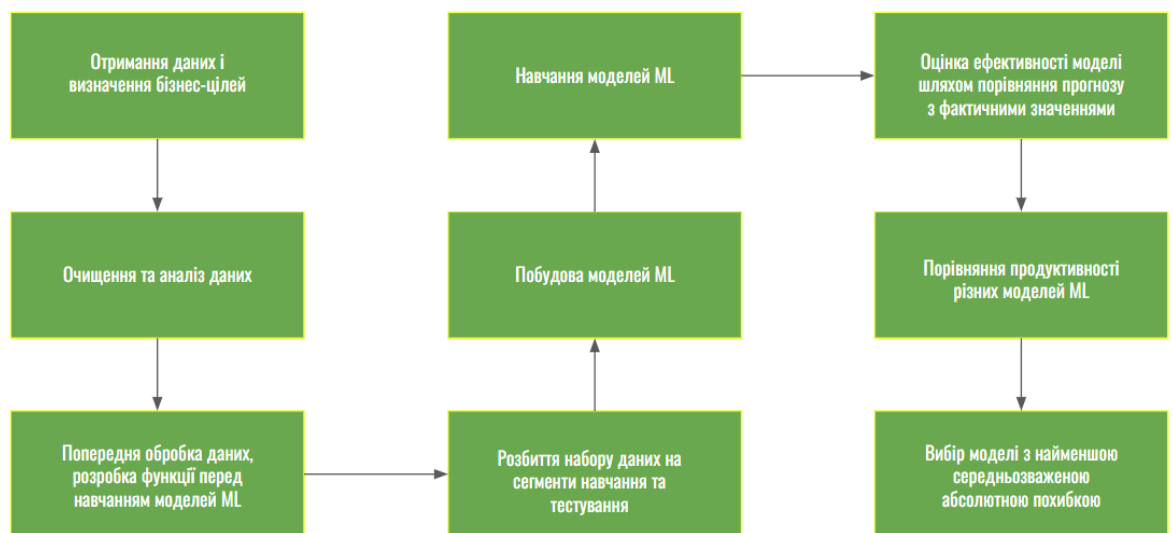 Отримання даних і
визначення бізнес-цілей
Очищення та аналіз даних
Попередня обробка даних,
розробка функції перед
навчанням моделей ML
Розбиття набору даних на
сегменти навчання та
тестування
Побудова моделей ML
Навчання моделей ML
Оцінка ефективності моделі
шляхом порівняння прогнозу
з фактичними значеннями
Порівняння продуктивності
різних моделей ML
Вибір моделі з найменшою
середньозваженою
абсолютною похибкою